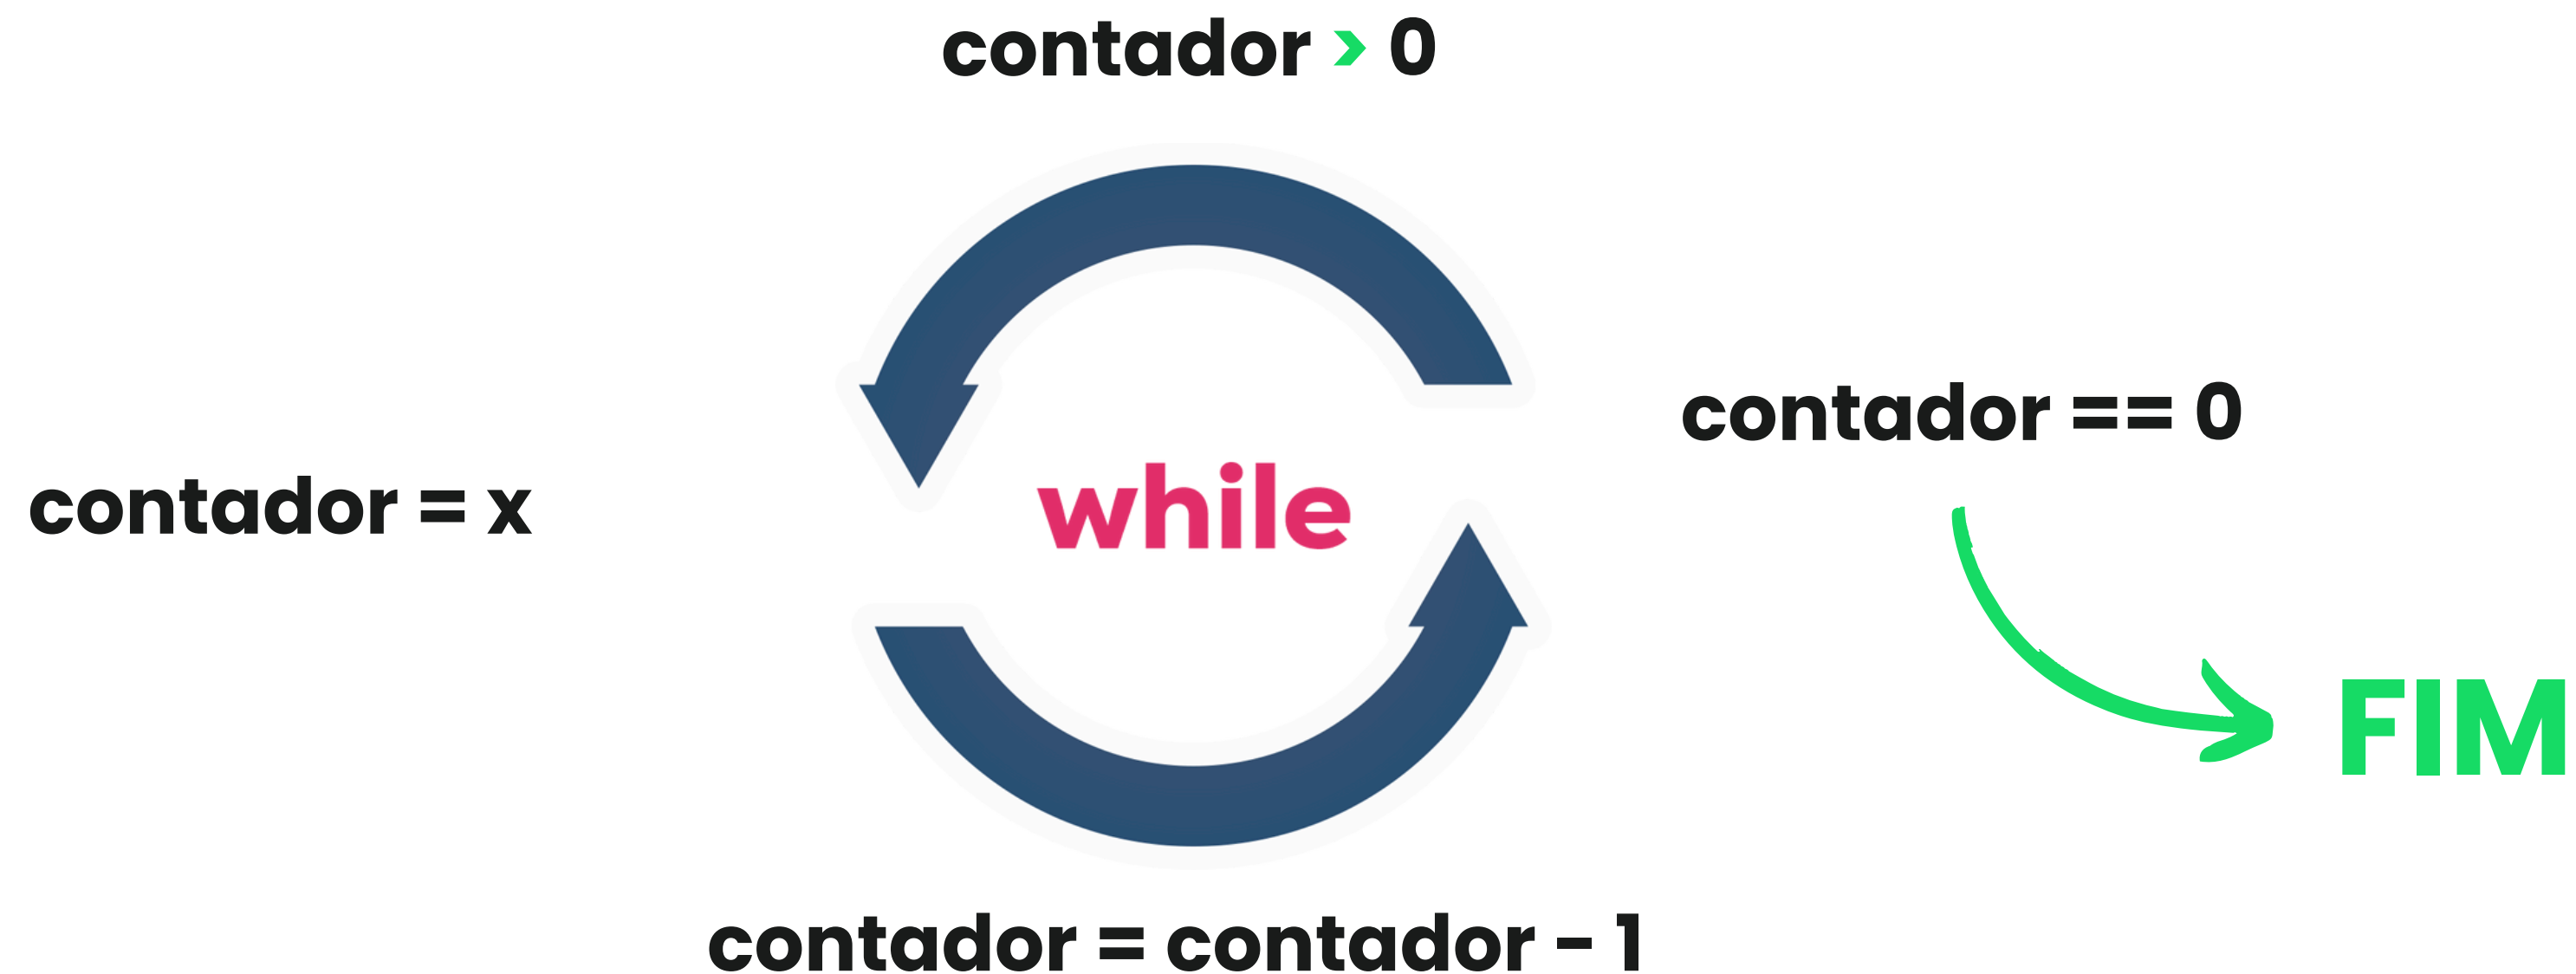 contador > 0
contador == 0
contador = x
while
FIM
contador = contador - 1